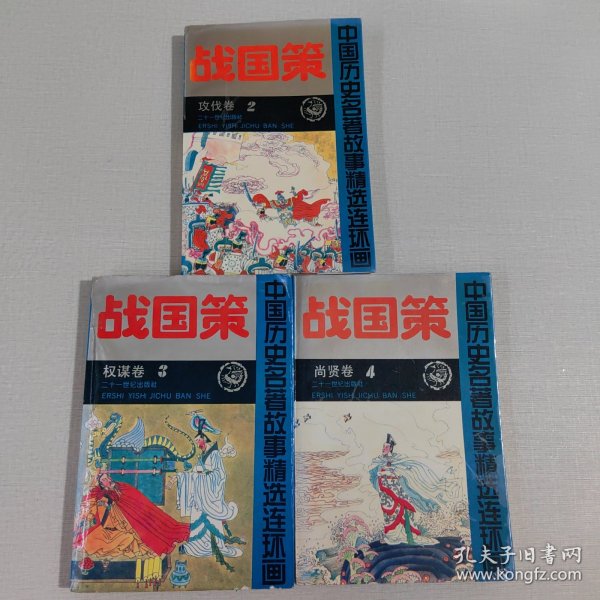 战国策
攻伐卷 2
二十一世纪出版社
ERSHI YISHI JICHU BAN SHE
中国历史名著故事精选连环画
战国策
权谋卷 3
二十一世纪出版社
ERSHI YISHI JICHU BAN SHE
中国历史名著故事精选连环画
战国策
尚贤卷 4
二十一世纪出版社
ERSHI YISHI JICHU BAN SHE
中国历史名著故事精选连环画
孔夫子旧书网
www.kongfz.com